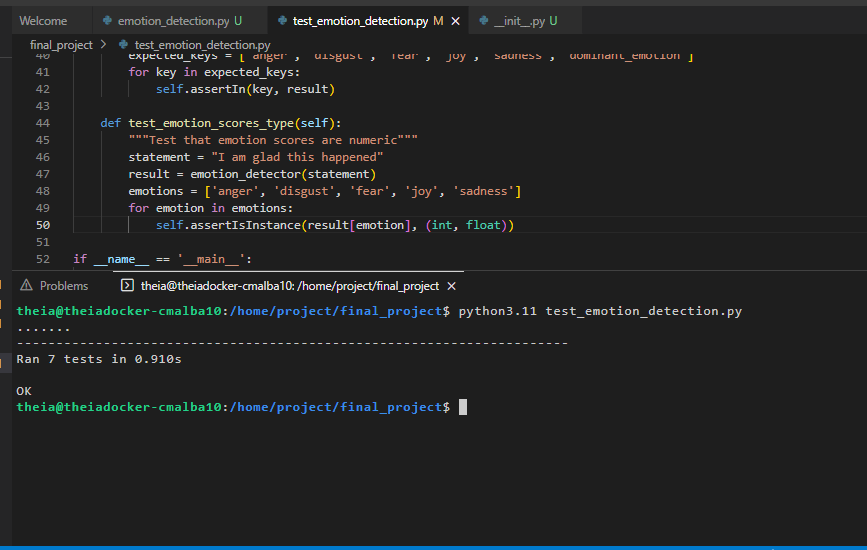 Welcome emotion_detection.py U test_emotion_detection.py M × __init__.py U
final_project > test_emotion_detection.py
40 expected_keys = ['anger', 'disgust', 'fear', 'joy', 'sadness', 'dominant_emotion']
41 for key in expected_keys:
42 self.assertIn(key, result)
43
44 def test_emotion_scores_type(self):
45 """Test that emotion scores are numeric"""
46 statement = "I am glad this happened"
47 result = emotion_detector(statement)
48 emotions = ['anger', 'disgust', 'fear', 'joy', 'sadness']
49 for emotion in emotions:
50 self.assertIsInstance(result[emotion], (int, float))
51
52 if __name__ == '__main__':
Problems theia@theiadocker-cmalba10: /home/project/final_project ×
theia@theiadocker-cmalba10:/home/project/final_project$ python3.11 test_emotion_detection.py
.......
----------------------------------------------------------------------
Ran 7 tests in 0.910s
OK
theia@theiadocker-cmalba10:/home/project/final_project$